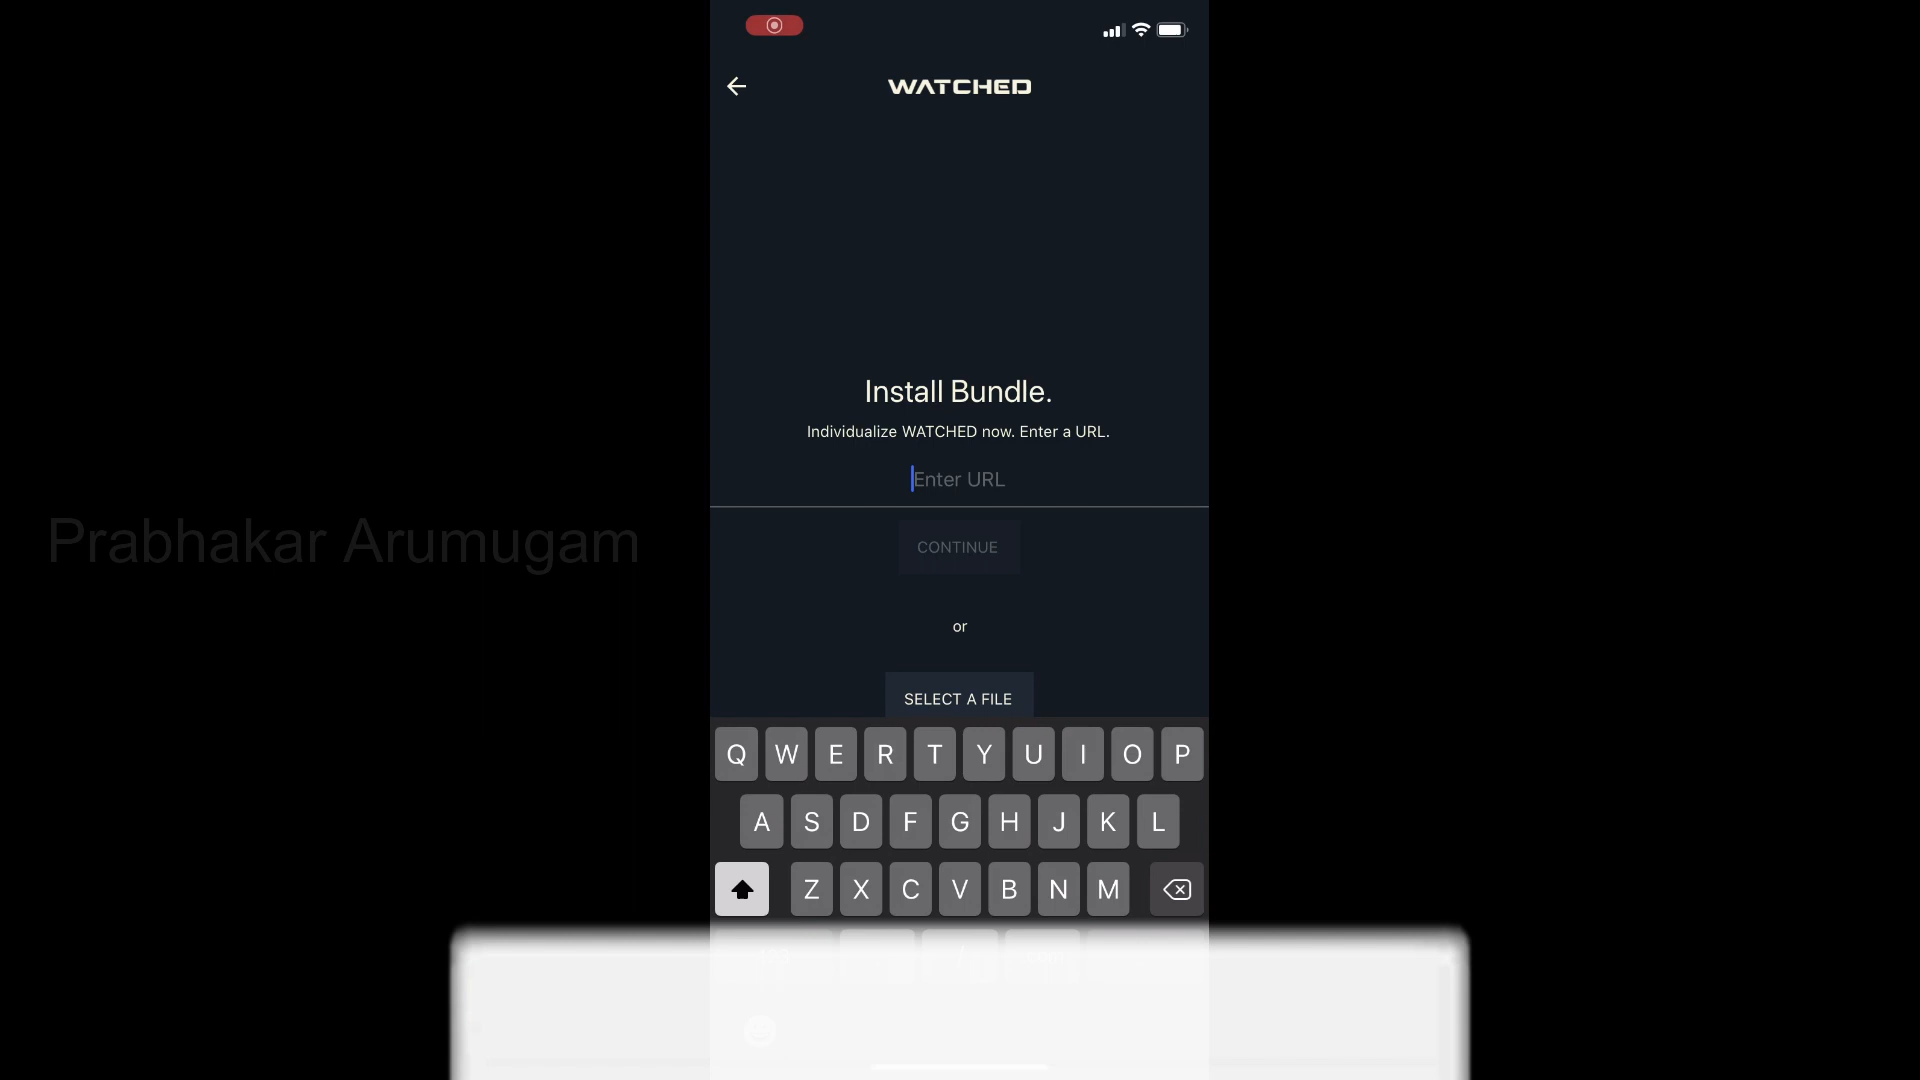 WATCHED
Install Bundle.
Individualize WATCHED now. Enter a URL.
Enter URL
CONTINUE
Prabhakar Arumugam
or
SELECT A FILE
Q W E R T Y U I O P
A S D F G H J K L
Z X C V B N M